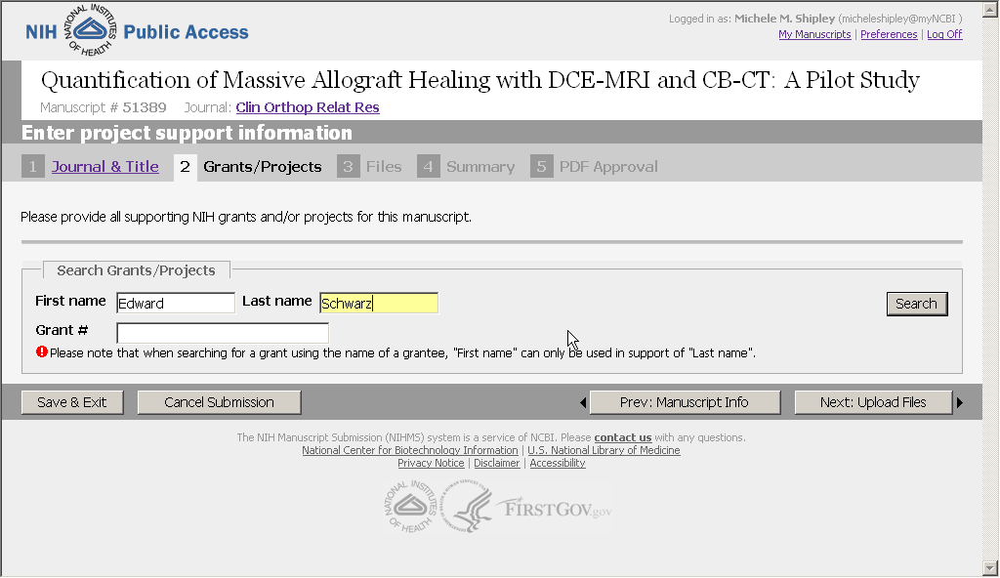 Logged in as: Michele M. Shipley (micheleshipley@myNCBI )
My Manuscripts | Preferences | Log Off
NIH NATIONAL INSTITUTES OF HEALTH Public Access
Quantification of Massive Allograft Healing with DCE-MRI and CB-CT: A Pilot Study
Manuscript # 51389 Journal: Clin Orthop Relat Res
Enter project support information
1 Journal & Title 2 Grants/Projects 3 Files 4 Summary 5 PDF Approval
Please provide all supporting NIH grants and/or projects for this manuscript.
Search Grants/Projects
First name Edward Last name Schwarz Search
Grant #
Please note that when searching for a grant using the name of a grantee, "First name" can only be used in support of "Last name".
Save & Exit Cancel Submission Prev: Manuscript Info Next: Upload Files
The NIH Manuscript Submission (NIHMS) system is a service of NCBI. Please contact us with any questions.
National Center for Biotechnology Information | U.S. National Library of Medicine
Privacy Notice | Disclaimer | Accessibility
NATIONAL INSTITUTES OF HEALTH FIRSTGOV.gov